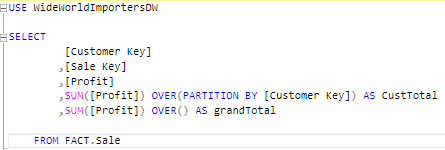 USE WideWorldImportersDW
SELECT
[Customer Key]
,[Sale Key]
,[Profit]
,SUM([Profit]) OVER(PARTITION BY [Customer Key]) AS CustTotal
,SUM([Profit]) OVER() AS grandTotal
FROM FACT.Sale